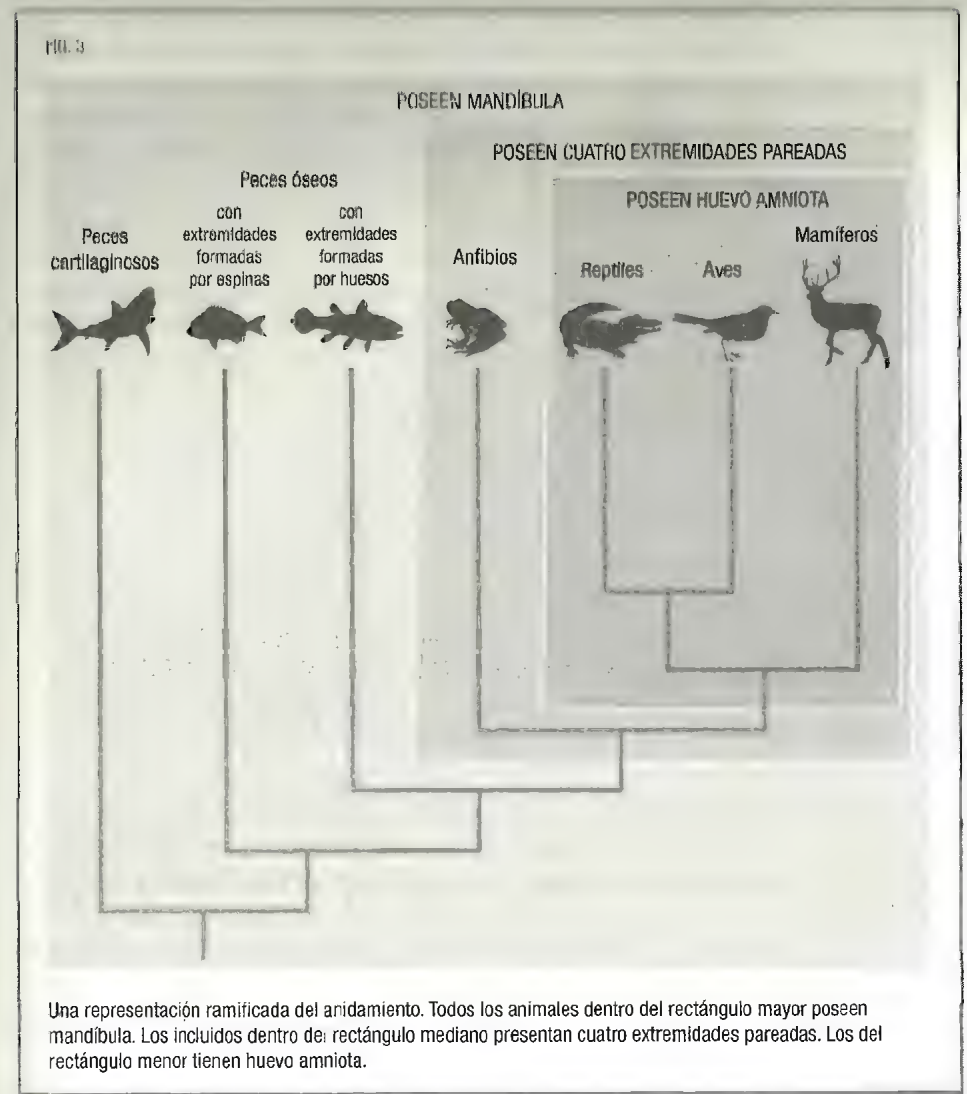 FIG. 3
POSEEN MANDÍBULA
POSEEN CUATRO EXTREMIDADES PAREADAS
POSEEN HUEVO AMNIOTA
Peces óseos
Peces
cartilaginosos
con
extremidades
formadas
por espinas
con
extremidades
formadas
por huesos
Anfibios
Reptiles
Aves
Mamíferos
Una representación ramificada del anidamiento. Todos los animales dentro del rectángulo mayor poseen
mandíbula. Los incluidos dentro del rectángulo mediano presentan cuatro extremidades pareadas. Los del
rectángulo menor tienen huevo amniota.